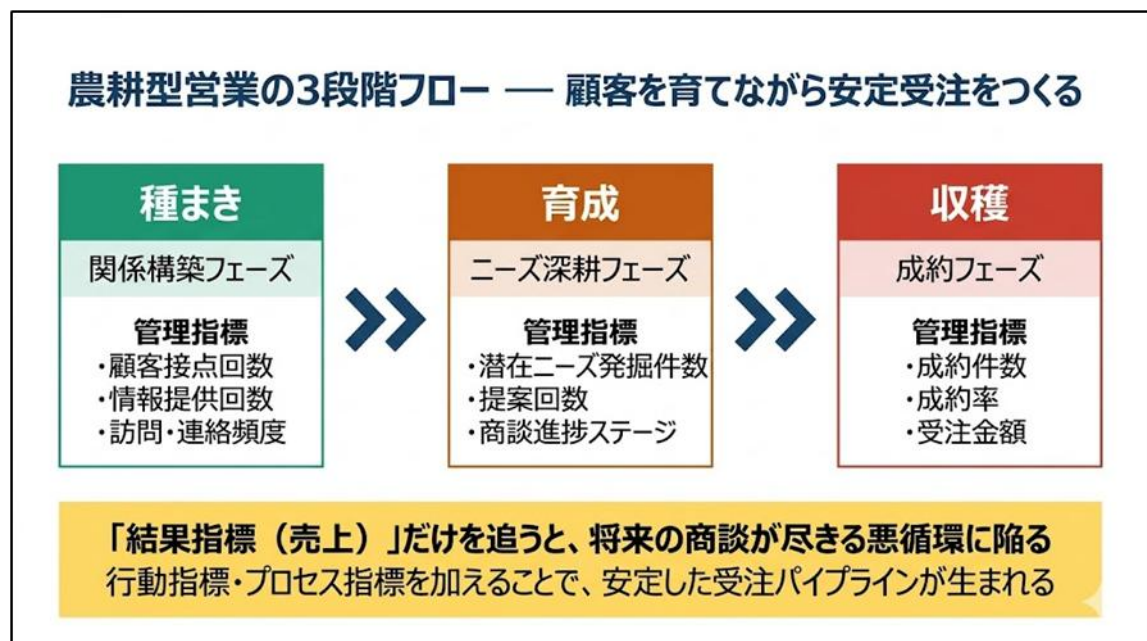 農耕型営業の3段階フロー — 顧客を育てながら安定受注をつくる
種まき
関係構築フェーズ
管理指標
・顧客接点回数
・情報提供回数
・訪問・連絡頻度
育成
ニーズ深耕フェーズ
管理指標
・潜在ニーズ発掘件数
・提案回数
・商談進捗ステージ
収穫
成約フェーズ
管理指標
・成約件数
・成約率
・受注金額
「結果指標（売上）」だけを追うと、将来の商談が尽きる悪循環に陥る
行動指標・プロセス指標を加えることで、安定した受注パイプラインが生まれる